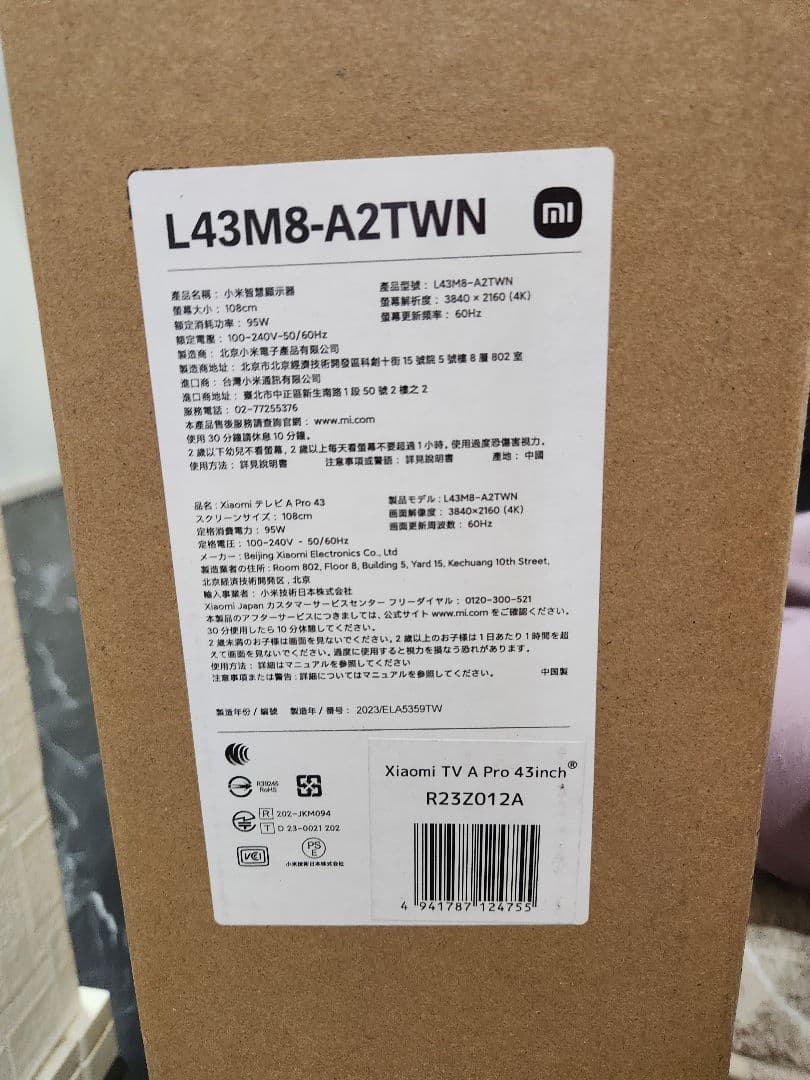 L43M8-A2TWN
mi
產品名稱：小米智慧顯示器
產品型號：L43M8-A2TWN
螢幕大小：108cm
螢幕解析度：3840 × 2160 (4K)
額定消耗功率：95W
螢幕更新頻率：60Hz
額定電壓：100-240V-50/60Hz
製造商：北京小米電子產品有限公司
製造商地址：北京市北京經濟技術開發區科創十街 15 號院 5 號樓 8 層 802 室
進口商：台灣小米通訊有限公司
進口商地址：臺北市中正區新生南路 1 段 50 號 2 樓之 2
服務電話：02-77255376
本產品售後服務請查詢官網：www.mi.com
使用 30 分鐘請休息 10 分鐘。
2 歲以下幼兒不看螢幕，2 歲以上每天看螢幕不要超過 1 小時。使用過度恐傷害視力。
使用方法：詳見說明書 注意事項或警語：詳見說明書 產地：中國
品名：Xiaomi テレビ A Pro 43
製品モデル：L43M8-A2TWN
スクリーンサイズ：108cm
画面解像度：3840×2160 (4K)
定格消費電力：95W
画面更新周波数：60Hz
定格電圧：100-240V - 50/60Hz
メーカー：Beijing Xiaomi Electronics Co., Ltd
製造業者の住所：Room 802, Floor 8, Building 5, Yard 15, Kechuang 10th Street,
北京経済技術開発区，北京
輸入事業者：小米技術日本株式会社
Xiaomi Japan カスタマーサービスセンター フリーダイヤル：0120-300-521
本製品のアフターサービスにつきましては、公式サイト www.mi.com をご確認ください。
30 分使用したら 10 分休憩してください。
2 歳未満のお子様は画面を見ないでください。2 歳以上のお子様は 1 日あたり 1 時間を超
えて画面を見ないでください。過度に使用すると視力を損なう恐れがあります。
使用方法：詳細はマニュアルを参照してください
注意事項または警告：詳細についてはマニュアルを参照してください。 中国製
製造年份 / 編號 製造年 / 番号：2023/ELA5359TW
R39246
RoHS
R 202-JKM094
T D 23-0021 202
VCI
PS
E
小米技術日本株式会社
Xiaomi TV A Pro 43inch®
R23Z012A
4 941787 124755